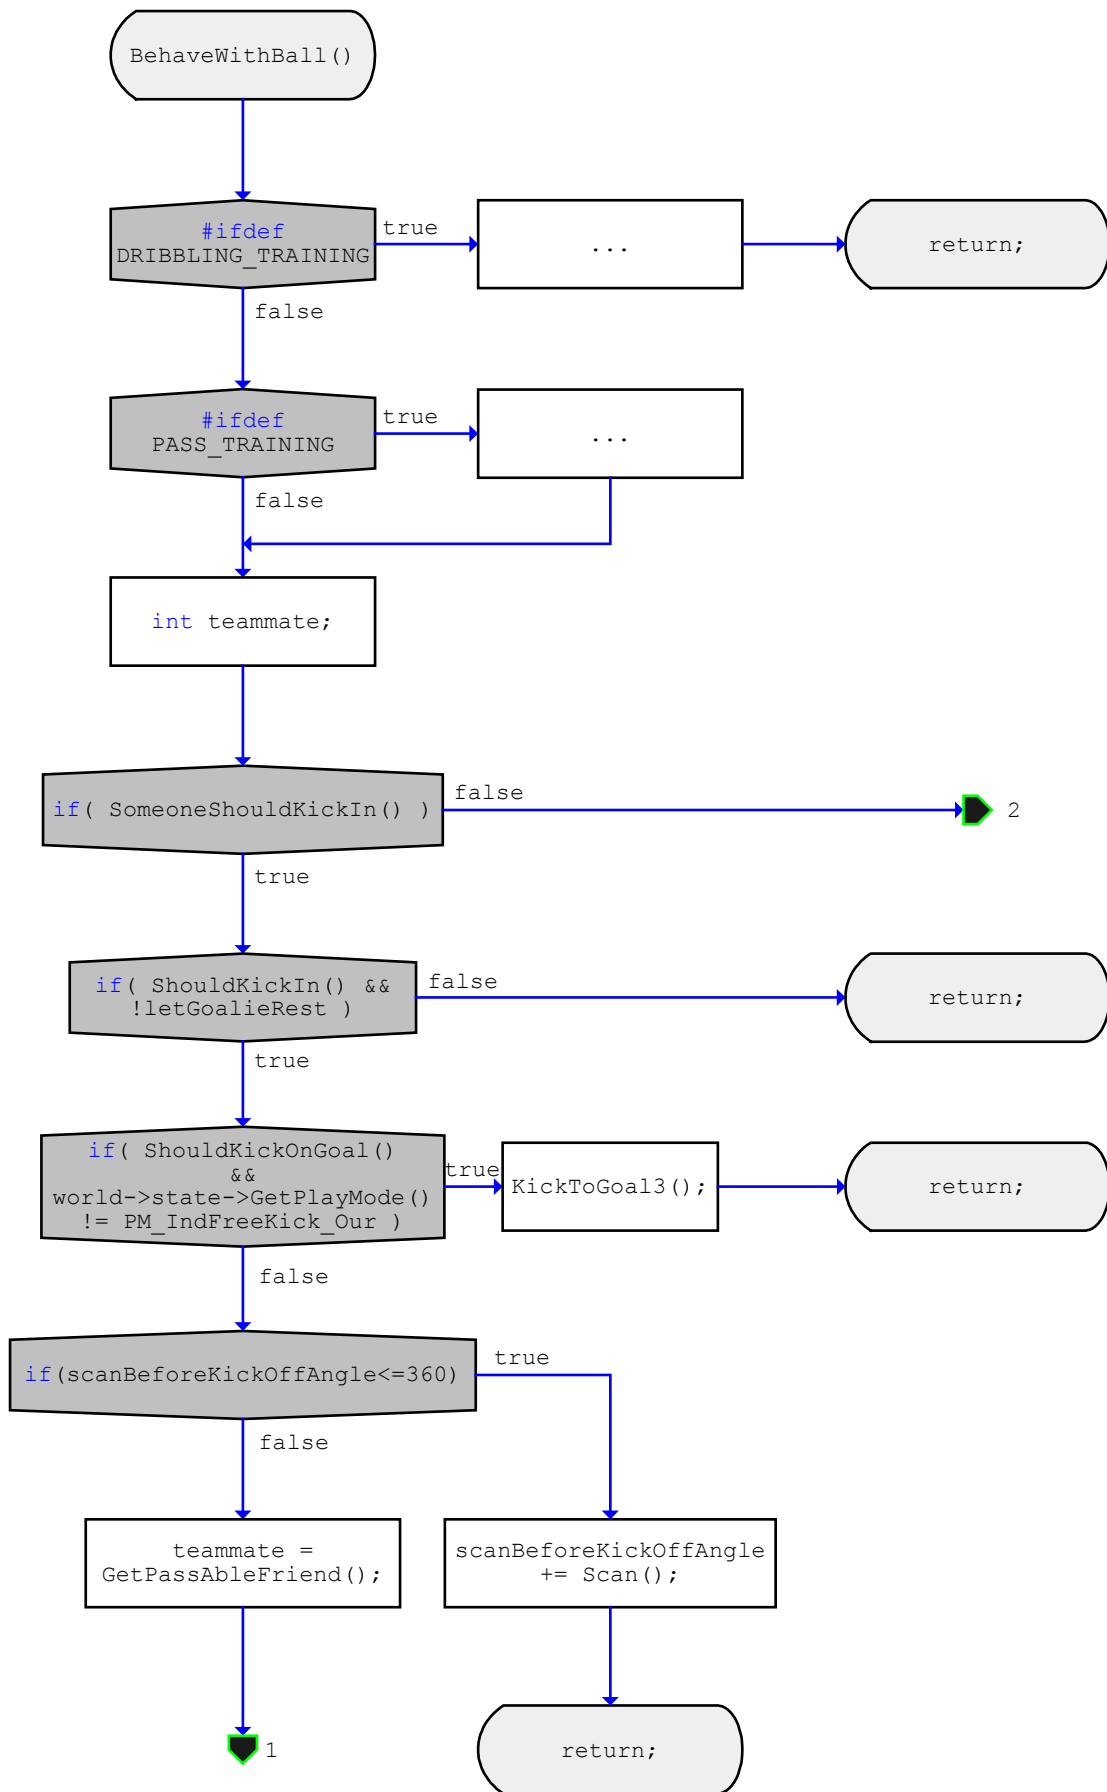 BehaveWithBall()
#ifdef
DRIBBLING_TRAINING
true
...
return;
false
#ifdef
PASS_TRAINING
true
...
false
int teammate;
if( SomeoneShouldKickIn() )
false
2
true
if( ShouldKickIn() &&
!letGoalieRest )
false
return;
true
if( ShouldKickOnGoal()
&&
world->state->GetPlayMode()
!= PM_IndFreeKick_Our )
true
KickToGoal3();
return;
false
if(scanBeforeKickOffAngle<=360)
true
false
teammate =
GetPassAbleFriend();
scanBeforeKickOffAngle
+= Scan();
1
return;